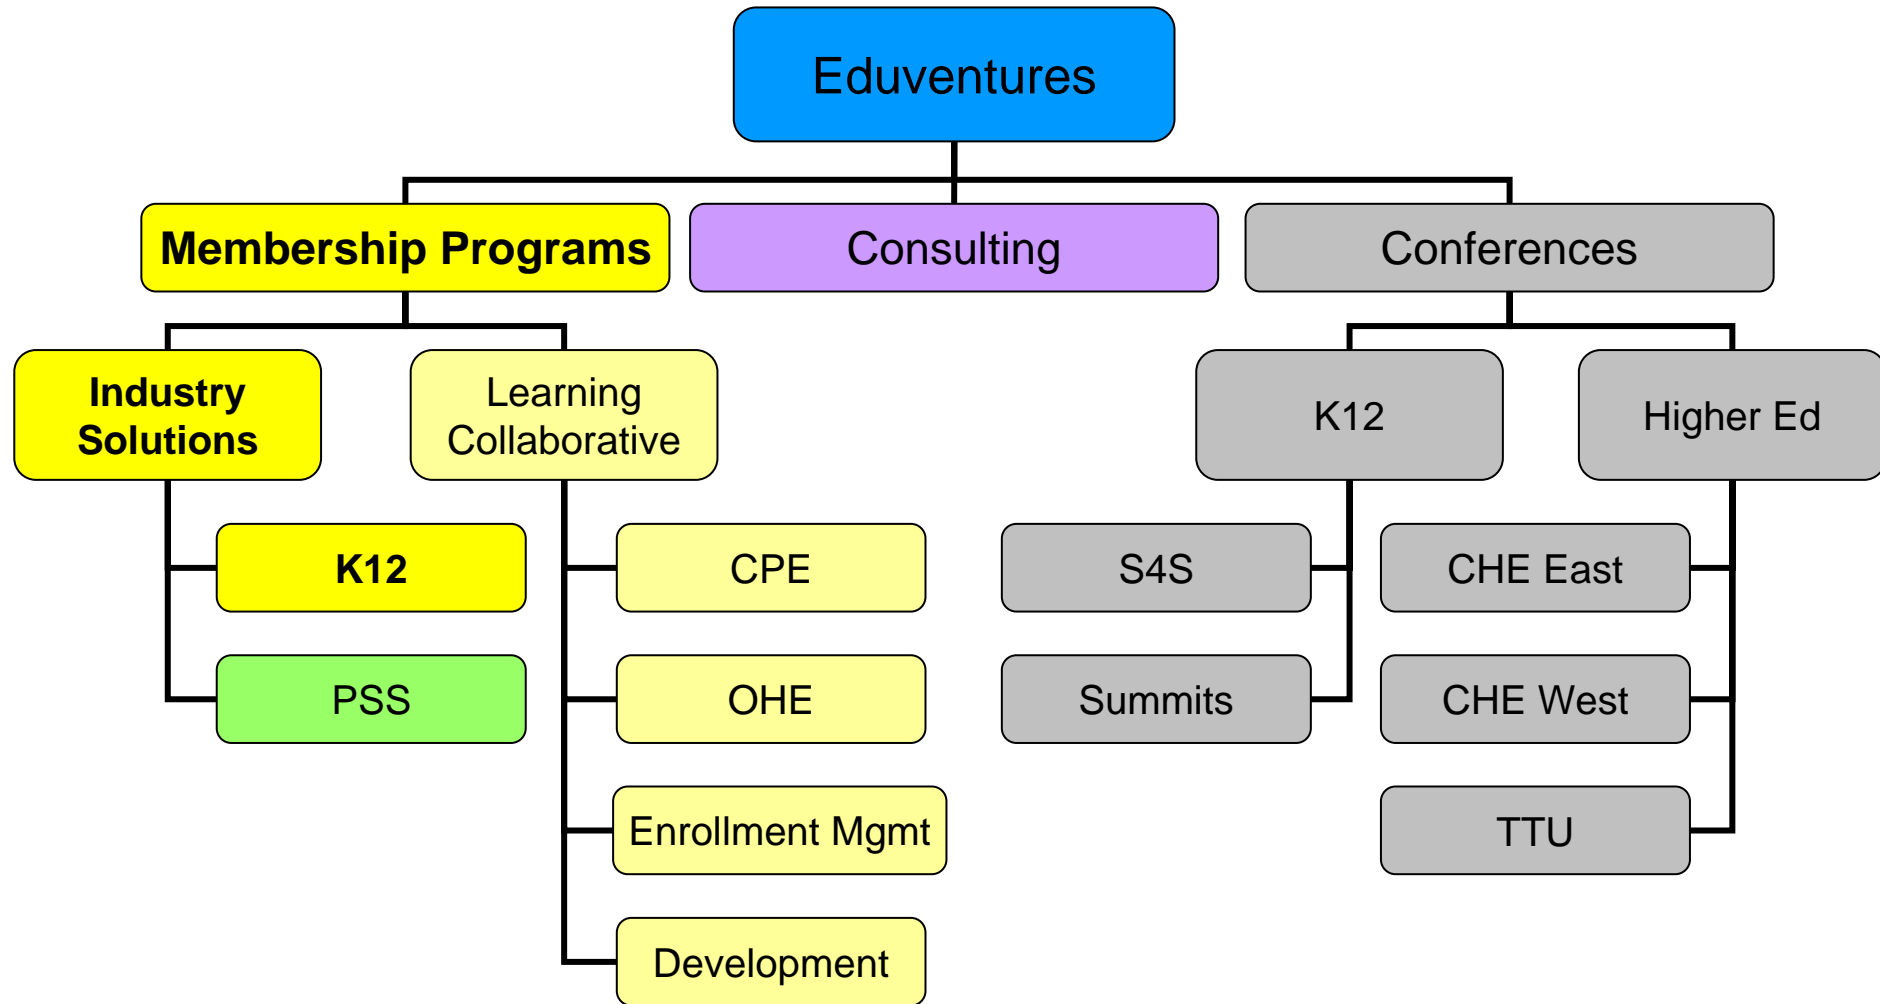 Eduventures
Membership Programs
Consulting
Conferences
Industry
Solutions
Learning
Collaborative
K12
Higher Ed
K12
CPE
S4S
CHE East
PSS
OHE
Summits
CHE West
Enrollment Mgmt
TTU
Development